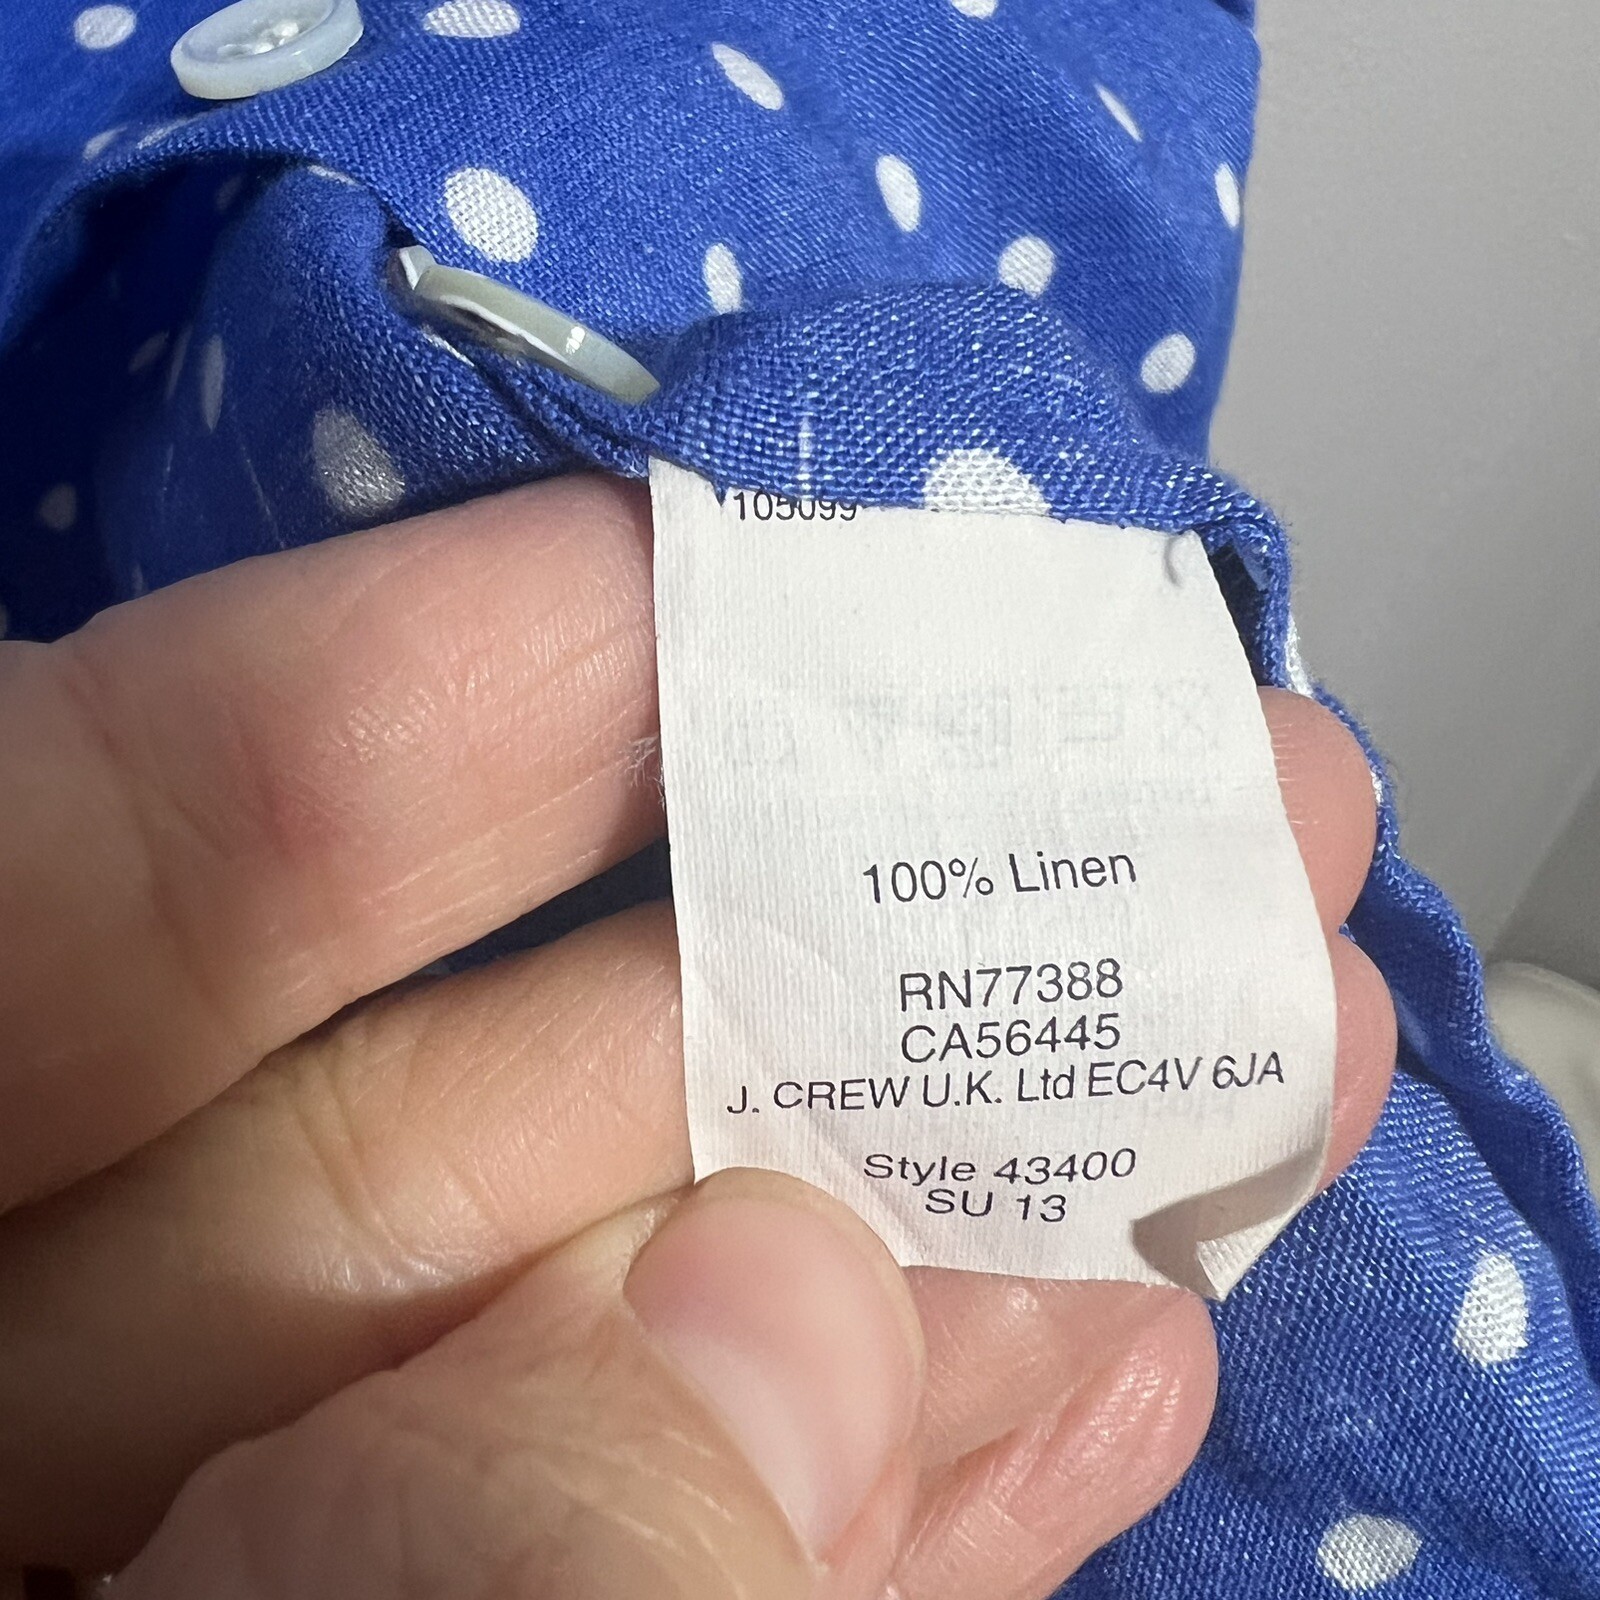 105099
100% Linen
RN77388
CA56445
J. CREW U.K. Ltd EC4V 6JA
Style 43400
SU 13